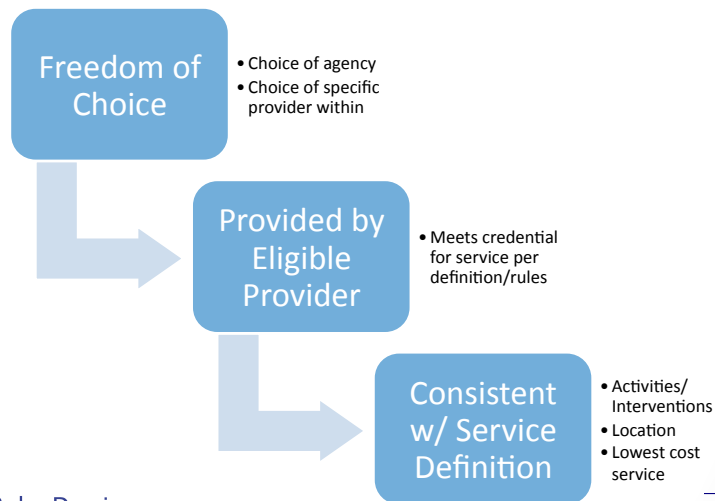 Freedom of
Choice
• Choice of agency
• Choice of specific
provider within
Provided by
Eligible
Provider
• Meets credential
for service per
definition/rules
Consistent
w/ Service
Definition
• Activities/
Interventions
• Location
• Lowest cost
service